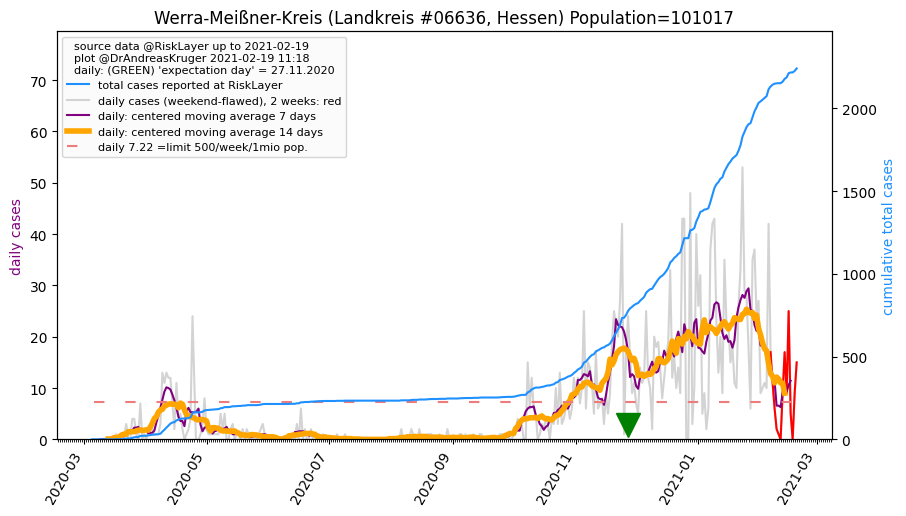 Werra-Meißner-Kreis (Landkreis #06636, Hessen) Population=101017
source data @RiskLayer up to 2021-02-19
plot @DrAndreasKruger 2021-02-19 11:18
daily: (GREEN) 'expectation day' = 27.11.2020
total cases reported at RiskLayer
daily cases (weekend-flawed), 2 weeks: red
daily: centered moving average 7 days
daily: centered moving average 14 days
daily 7.22 =limit 500/week/1mio pop.
daily cases
70
60
50
40
30
20
10
0
cumulative total cases
2000
1500
1000
500
0
2020-03
2020-05
2020-07
2020-09
2020-11
2021-01
2021-03